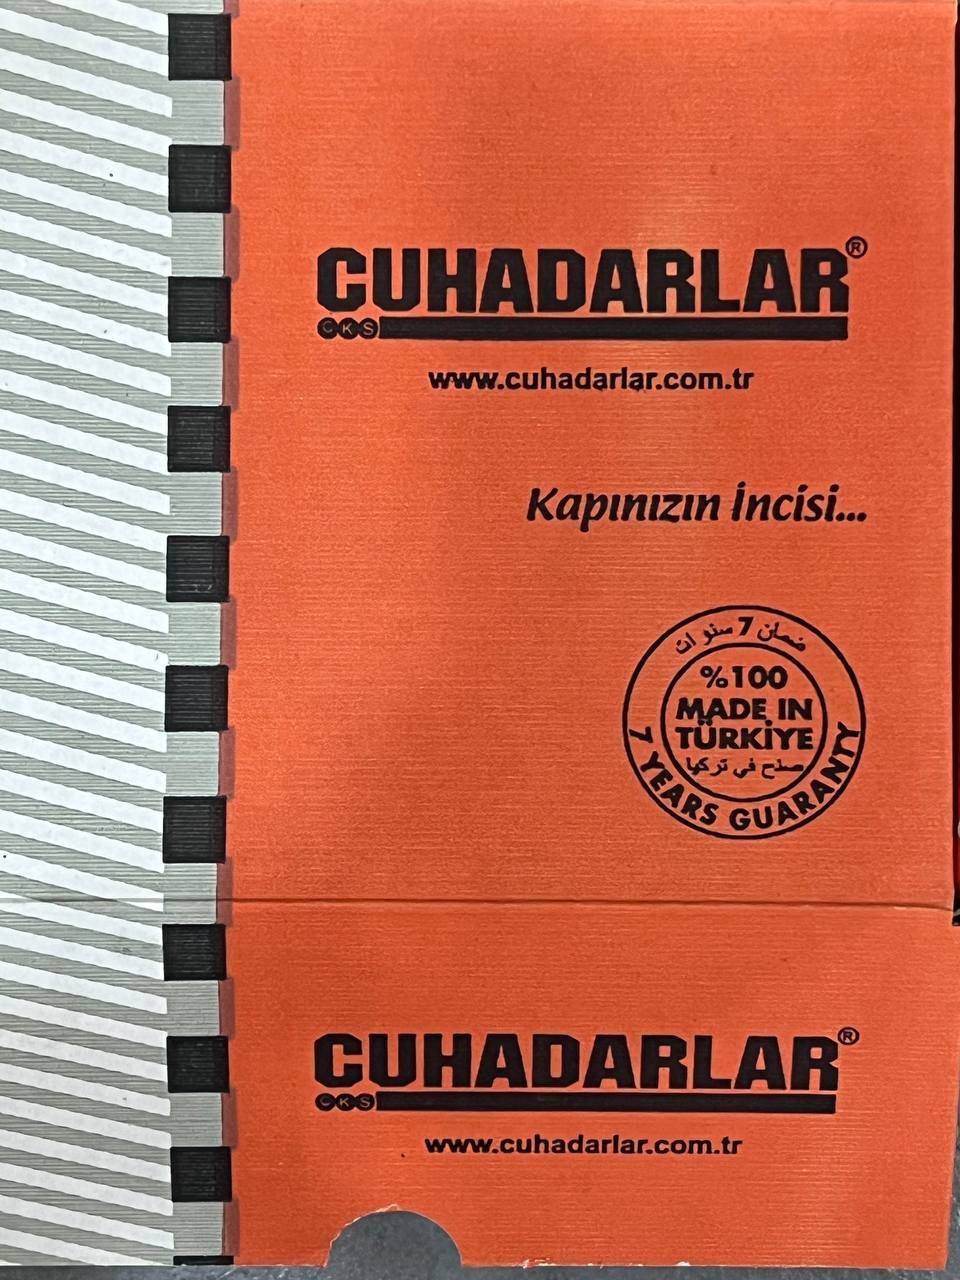 CUHADARLAR®
CKS
www.cuhadarlar.com.tr
Kapınızın İncisi...
ضمان 7 سنوات
%100
MADE IN
TÜRKİYE
صنع في تركيا
7 YEARS GUARANTY
CUHADARLAR®
CKS
www.cuhadarlar.com.tr